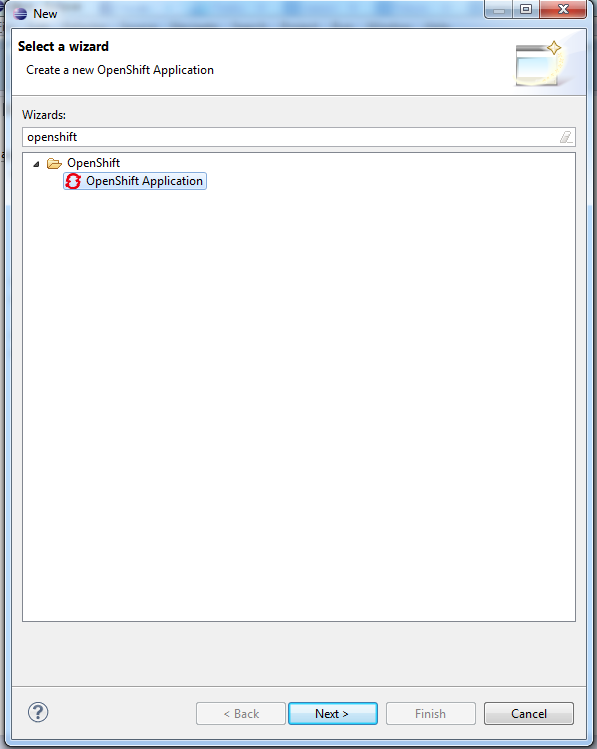 New
Select a wizard
Create a new OpenShift Application
Wizards:
openshift
OpenShift
OpenShift Application
?
< Back
Next >
Finish
Cancel